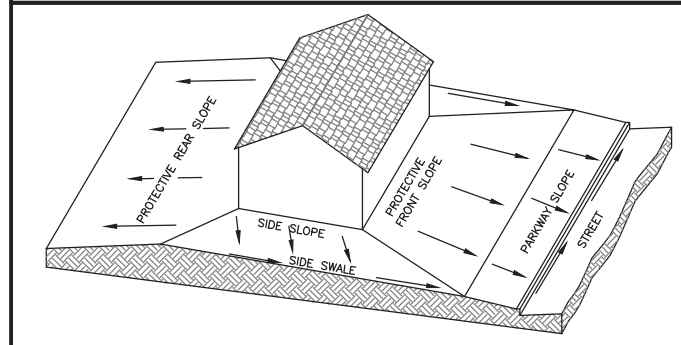 PROTECTIVE REAR SLOPE
SIDE SLOPE
SIDE SWALE
PROTECTIVE
FRONT SLOPE
PARKWAY SLOPE
STREET